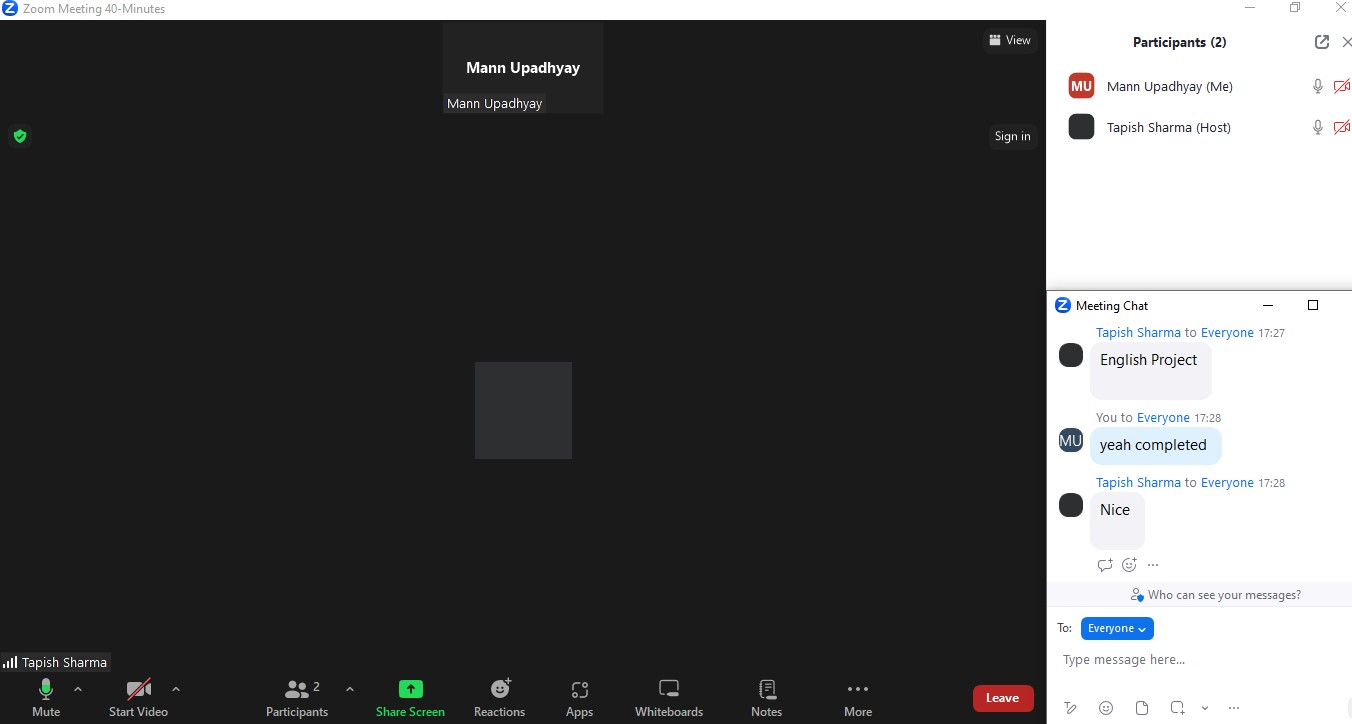 Zoom Meeting 40-Minutes
Mann Upadhyay
Mann Upadhyay
View
Sign in
Tapish Sharma
Mute
Start Video
Participants
2
Share Screen
Reactions
Apps
Whiteboards
Notes
More
Leave
Participants (2)
MU Mann Upadhyay (Me)
Tapish Sharma (Host)
Meeting Chat
Tapish Sharma to Everyone 17:27
English Project
You to Everyone 17:28
MU yeah completed
Tapish Sharma to Everyone 17:28
Nice
Who can see your messages?
To: Everyone
Type message here...